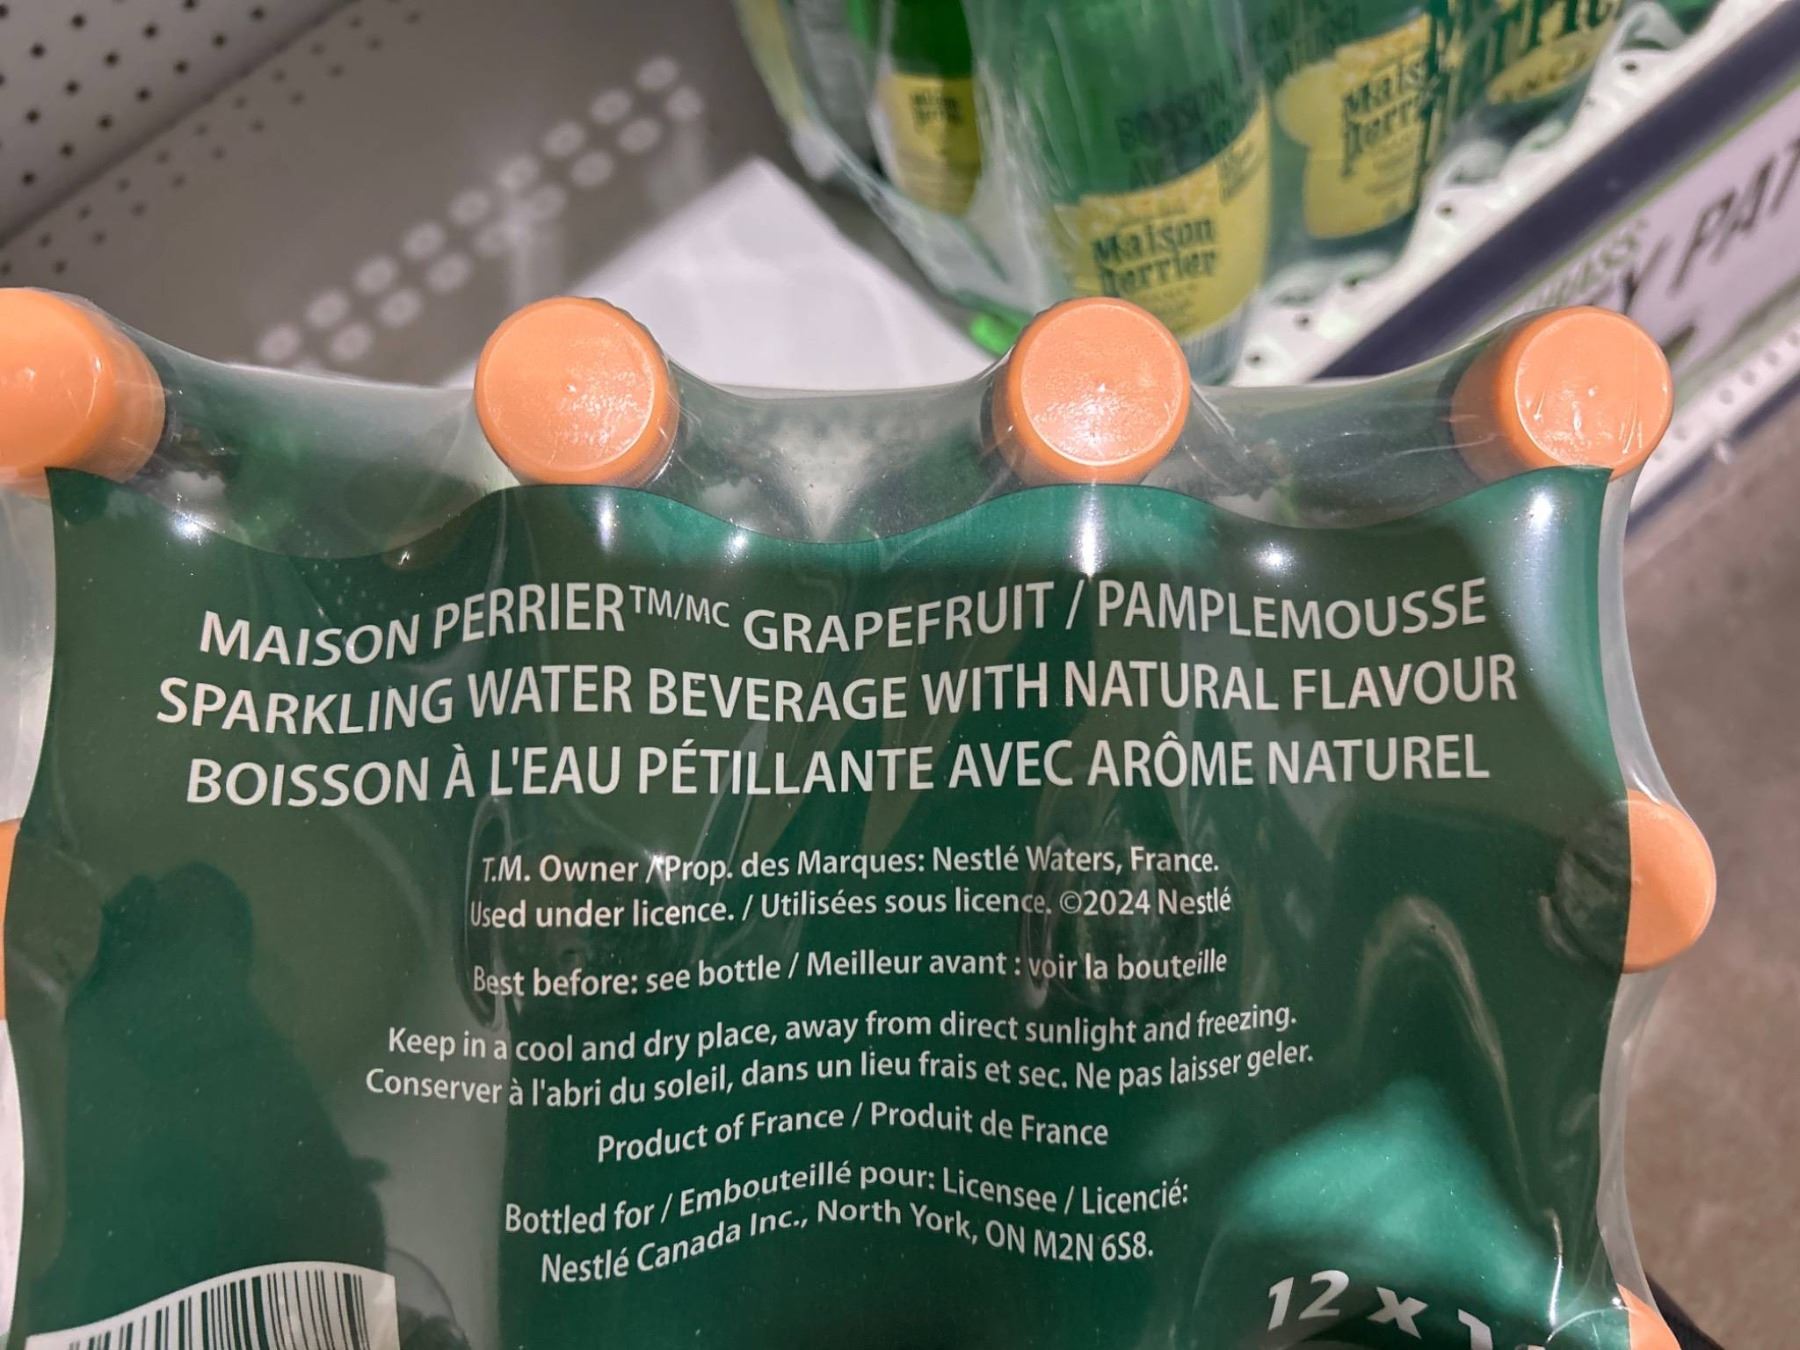 Maison
Perrier
Maison
Perrier
MAISON PERRIER™/MC GRAPEFRUIT / PAMPLEMOUSSE
SPARKLING WATER BEVERAGE WITH NATURAL FLAVOUR
BOISSON À L'EAU PÉTILLANTE AVEC ARÔME NATUREL
T.M. Owner / Prop. des Marques: Nestlé Waters, France.
Used under licence. / Utilisées sous licence. ©2024 Nestlé
Best before: see bottle / Meilleur avant : voir la bouteille
Keep in a cool and dry place, away from direct sunlight and freezing.
Conserver à l'abri du soleil, dans un lieu frais et sec. Ne pas laisser geler.
Product of France / Produit de France
Bottled for / Embouteillé pour: Licensee / Licencié:
Nestlé Canada Inc., North York, ON M2N 6S8.
12 x